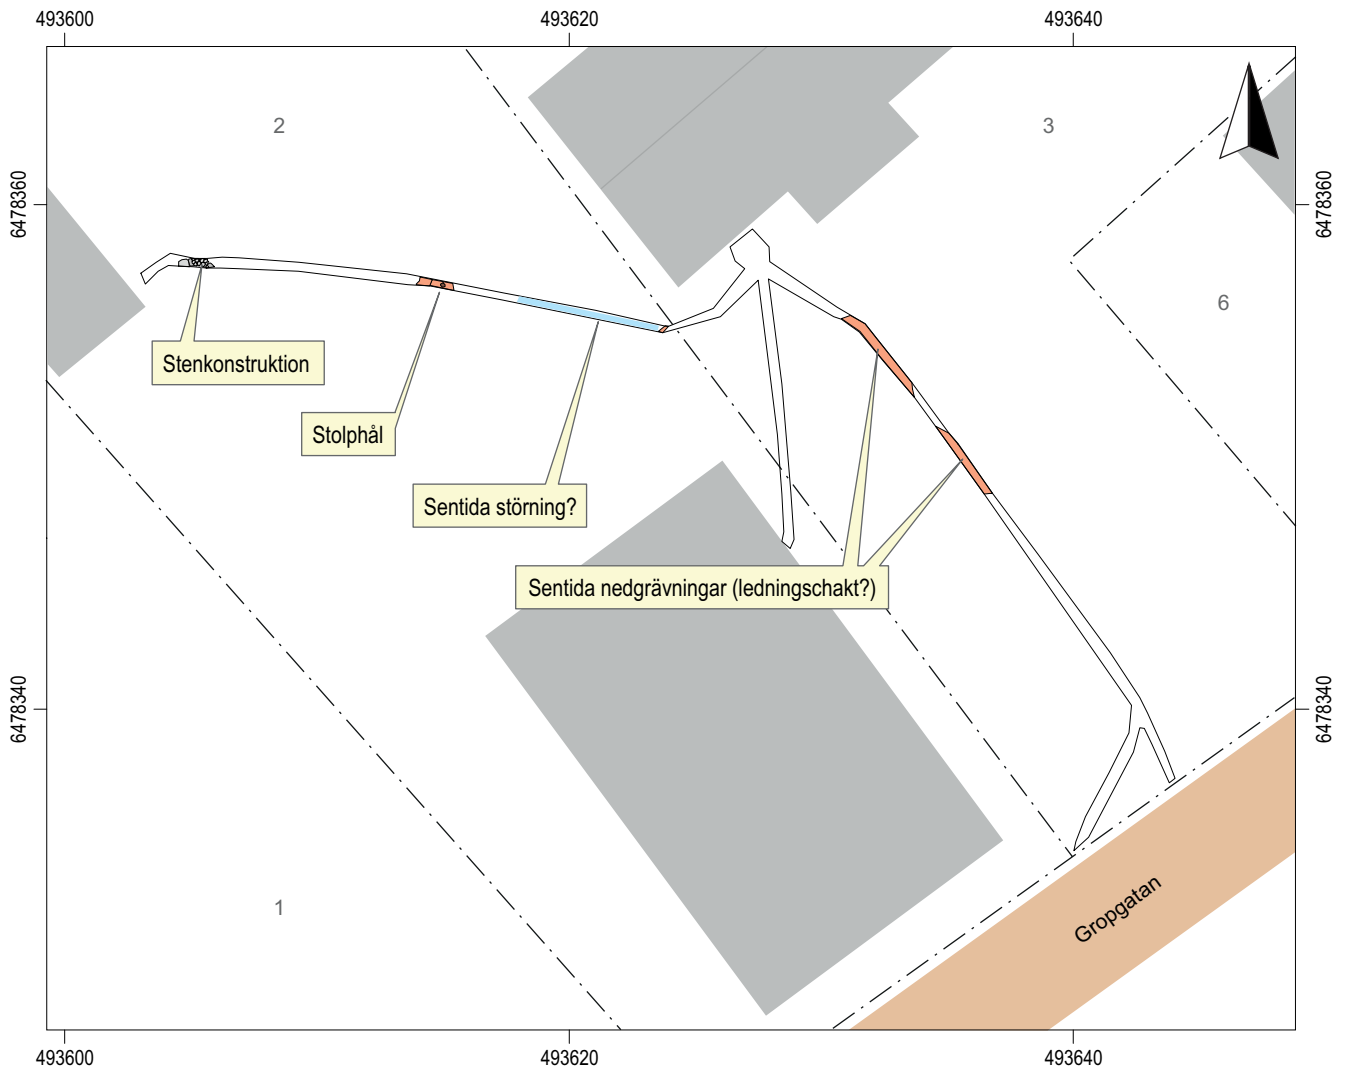 493600
493620
493640
2
3
6478360
6478360
6
Stenkonstruktion
Stolphål
Sentida störning?
Sentida nedgrävningar (ledningschakt?)
6478340
6478340
1
Gropgatan
493600
493620
493640